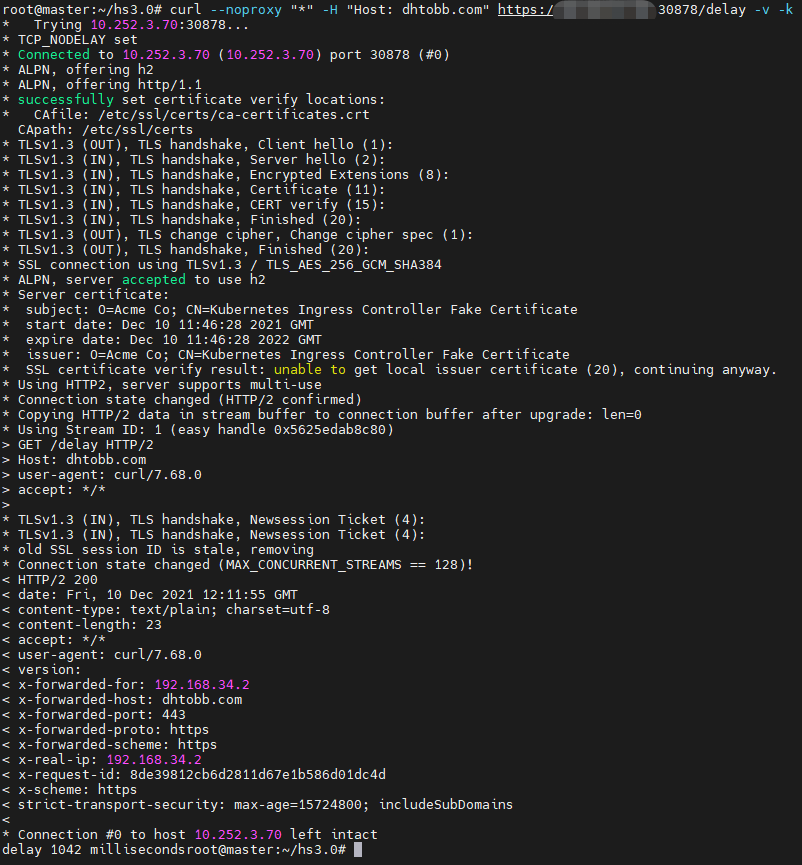 root@master:~/hs3.0# curl --noproxy "*" -H "Host: dhtobb.com" https:/ 30878/delay -v -k
*   Trying 10.252.3.70:30878...
* TCP_NODELAY set
* Connected to 10.252.3.70 (10.252.3.70) port 30878 (#0)
* ALPN, offering h2
* ALPN, offering http/1.1
* successfully set certificate verify locations:
*   CAfile: /etc/ssl/certs/ca-certificates.crt
  CApath: /etc/ssl/certs
* TLSv1.3 (OUT), TLS handshake, Client hello (1):
* TLSv1.3 (IN), TLS handshake, Server hello (2):
* TLSv1.3 (IN), TLS handshake, Encrypted Extensions (8):
* TLSv1.3 (IN), TLS handshake, Certificate (11):
* TLSv1.3 (IN), TLS handshake, CERT verify (15):
* TLSv1.3 (IN), TLS handshake, Finished (20):
* TLSv1.3 (OUT), TLS change cipher, Change cipher spec (1):
* TLSv1.3 (OUT), TLS handshake, Finished (20):
* SSL connection using TLSv1.3 / TLS_AES_256_GCM_SHA384
* ALPN, server accepted to use h2
* Server certificate:
*  subject: O=Acme Co; CN=Kubernetes Ingress Controller Fake Certificate
*  start date: Dec 10 11:46:28 2021 GMT
*  expire date: Dec 10 11:46:28 2022 GMT
*  issuer: O=Acme Co; CN=Kubernetes Ingress Controller Fake Certificate
*  SSL certificate verify result: unable to get local issuer certificate (20), continuing anyway.
* Using HTTP2, server supports multi-use
* Connection state changed (HTTP/2 confirmed)
* Copying HTTP/2 data in stream buffer to connection buffer after upgrade: len=0
* Using Stream ID: 1 (easy handle 0x5625edab8c80)
> GET /delay HTTP/2
> Host: dhtobb.com
> user-agent: curl/7.68.0
> accept: */*
>
* TLSv1.3 (IN), TLS handshake, Newsession Ticket (4):
* TLSv1.3 (IN), TLS handshake, Newsession Ticket (4):
* old SSL session ID is stale, removing
* Connection state changed (MAX_CONCURRENT_STREAMS == 128)!
< HTTP/2 200
< date: Fri, 10 Dec 2021 12:11:55 GMT
< content-type: text/plain; charset=utf-8
< content-length: 23
< accept: */*
< user-agent: curl/7.68.0
< version:
< x-forwarded-for: 192.168.34.2
< x-forwarded-host: dhtobb.com
< x-forwarded-port: 443
< x-forwarded-proto: https
< x-forwarded-scheme: https
< x-real-ip: 192.168.34.2
< x-request-id: 8de39812cb6d2811d67e1b586d01dc4d
< x-scheme: https
< strict-transport-security: max-age=15724800; includeSubDomains
<
* Connection #0 to host 10.252.3.70 left intact
delay 1042 millisecondsroot@master:~/hs3.0#